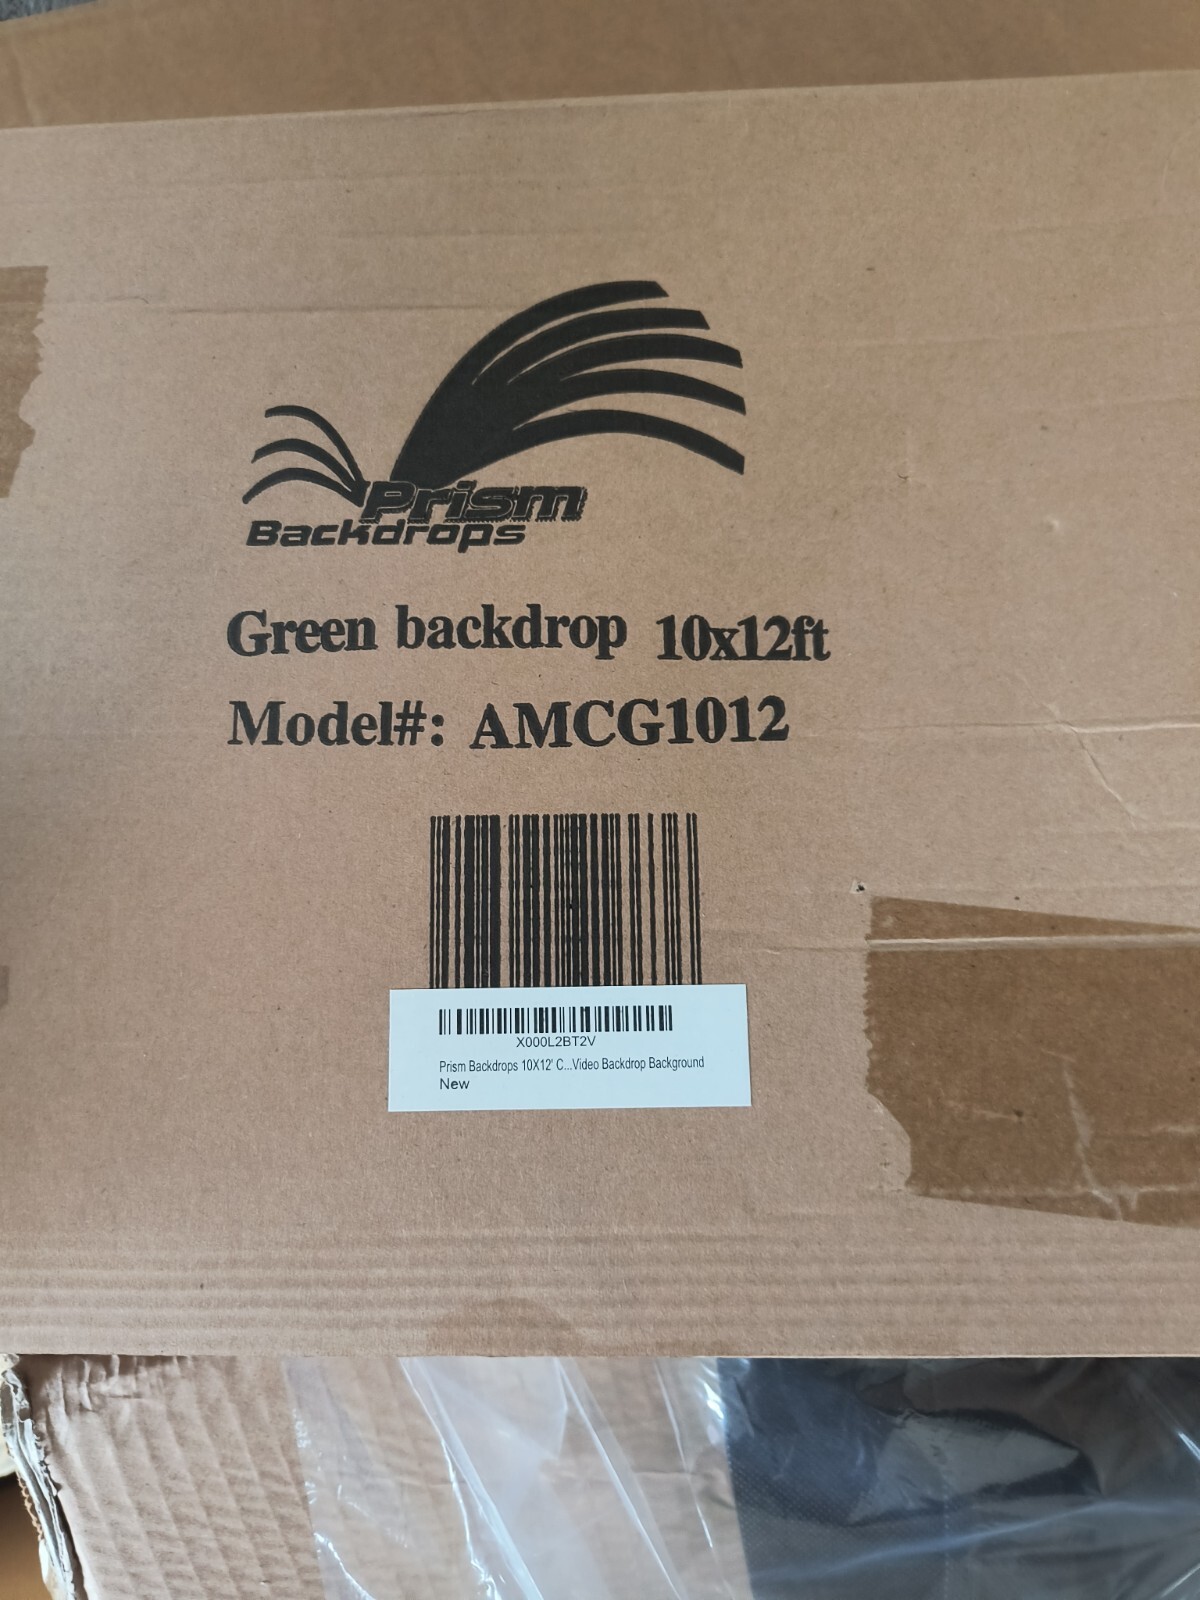 Prism
Backdrops
Green backdrop 10x12ft
Model#: AMCG1012
X000L2BT2V
Prism Backdrops 10X12' C...Video Backdrop Background
New